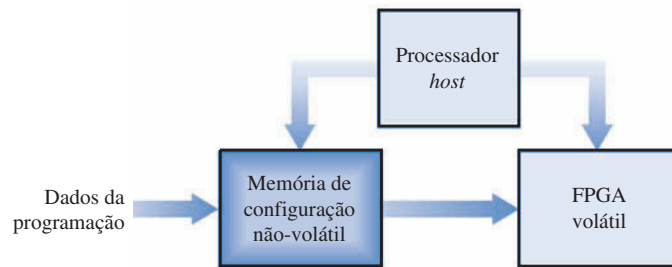 Processador
host
Dados da
programação
Memória de
configuração
não-volátil
FPGA
volátil